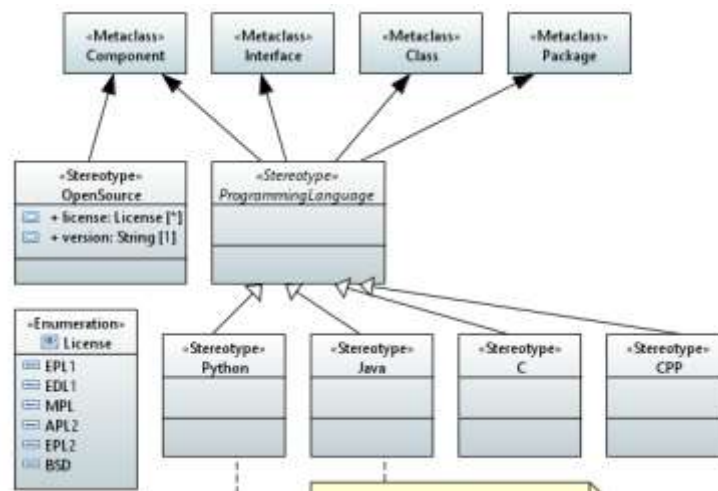 «Metaclass»
Component
«Metaclass»
Interface
«Metaclass»
Class
«Metaclass»
Package
«Stereotype»
OpenSource
+ license: License [*]
+ version: String [1]
«Stereotype»
ProgrammingLanguage
«Enumeration»
License
EPL1
EDL1
MPL
APL2
EPL2
BSD
«Stereotype»
Python
«Stereotype»
Java
«Stereotype»
C
«Stereotype»
CPP